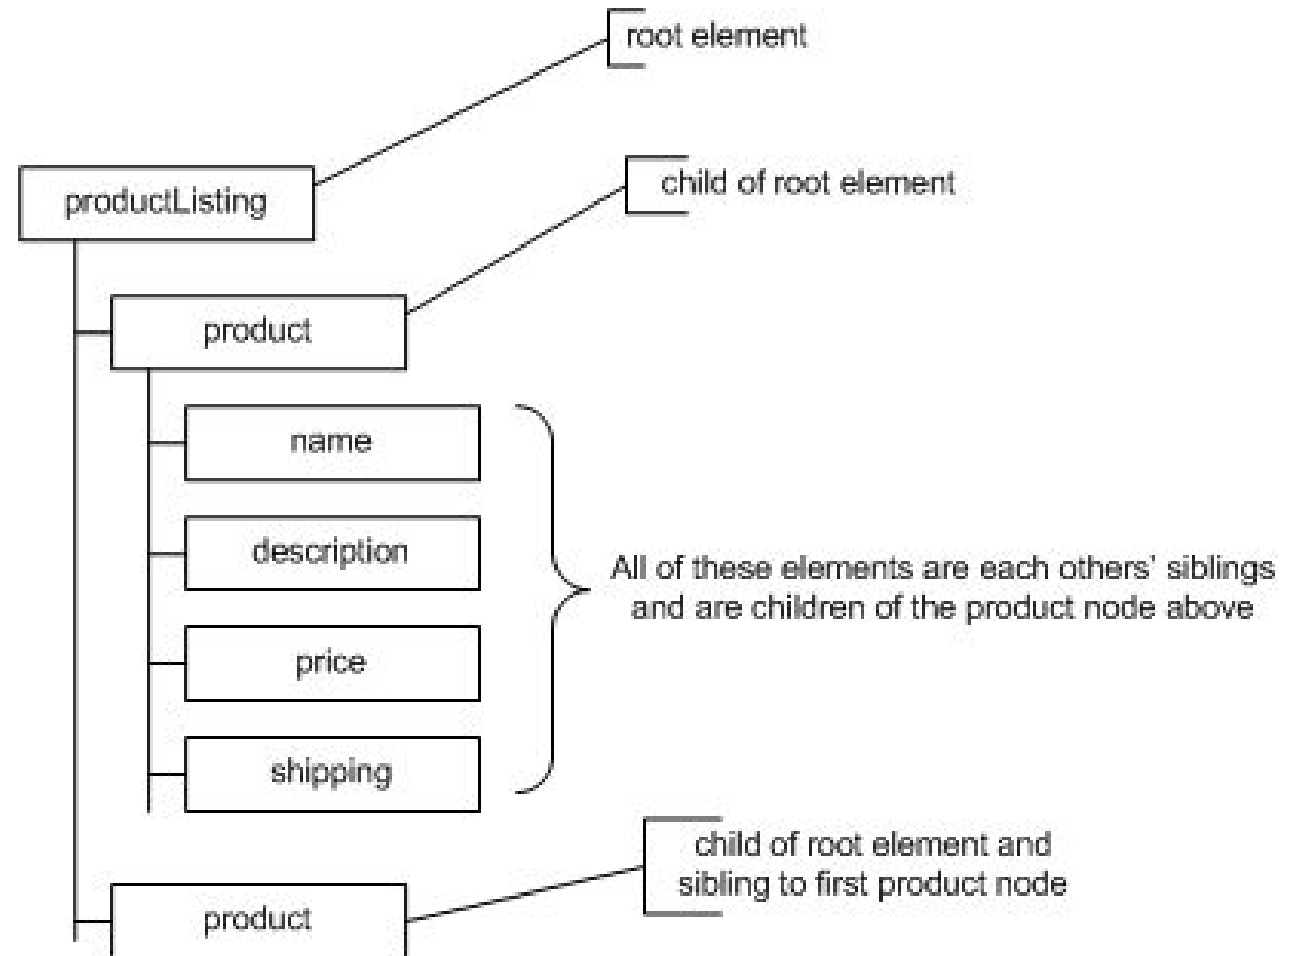 root element
productListing
child of root element
product
name
description
All of these elements are each others’ siblings
and are children of the product node above
price
shipping
child of root element and
sibling to first product node
product